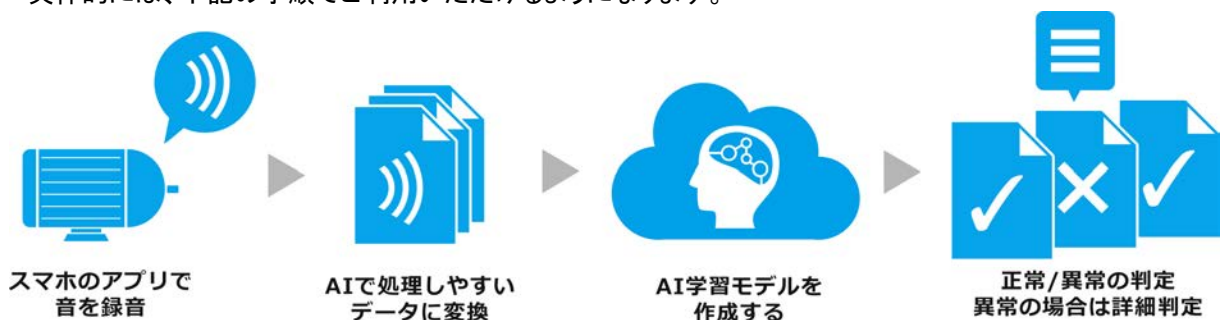 スマホのアプリで
音を録音
AIで処理しやすい
データに変換
AI学習モデルを
作成する
正常/異常の判定
異常の場合は詳細判定